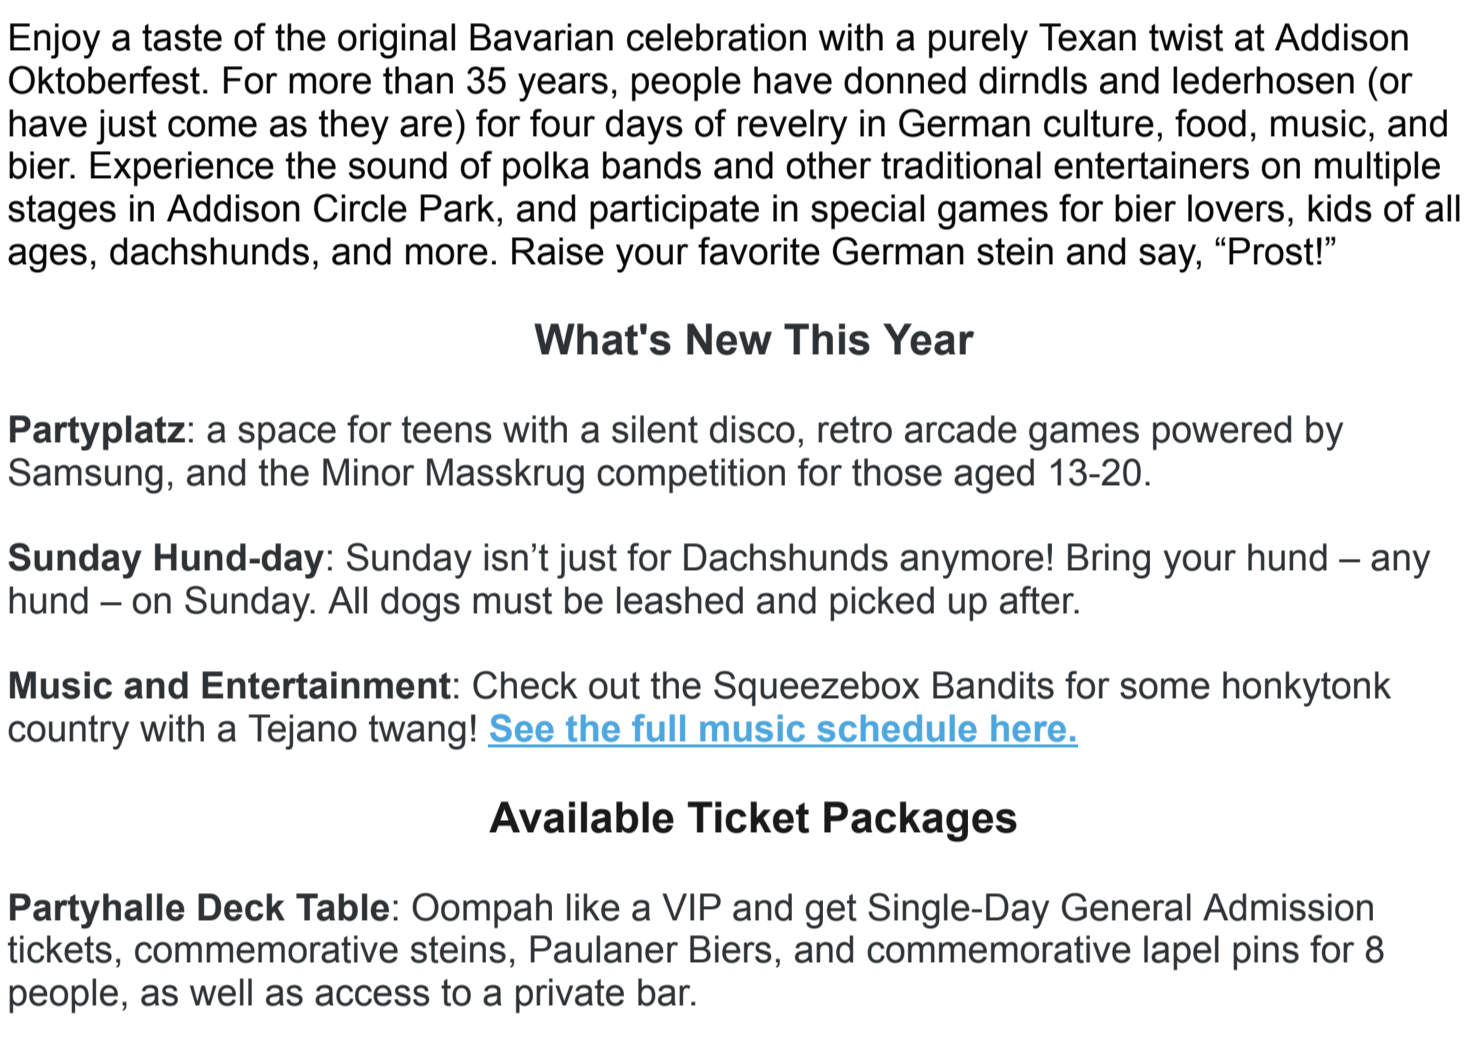 Enjoy a taste of the original Bavarian celebration with a purely Texan twist at Addison
Oktoberfest. For more than 35 years, people have donned dirndls and lederhosen (or
have just come as they are) for four days of revelry in German culture, food, music, and
bier. Experience the sound of polka bands and other traditional entertainers on multiple
stages in Addison Circle Park, and participate in special games for bier lovers, kids of all
ages, dachshunds, and more. Raise your favorite German stein and say, “Prost!”
What's New This Year
Partyplatz: a space for teens with a silent disco, retro arcade games powered by
Samsung, and the Minor Masskrug competition for those aged 13-20.
Sunday Hund-day: Sunday isn’t just for Dachshunds anymore! Bring your hund – any
hund – on Sunday. All dogs must be leashed and picked up after.
Music and Entertainment: Check out the Squeezebox Bandits for some honkytonk
country with a Tejano twang! See the full music schedule here.
Available Ticket Packages
Partyhalle Deck Table: Oompah like a VIP and get Single-Day General Admission
tickets, commemorative steins, Paulaner Biers, and commemorative lapel pins for 8
people, as well as access to a private bar.